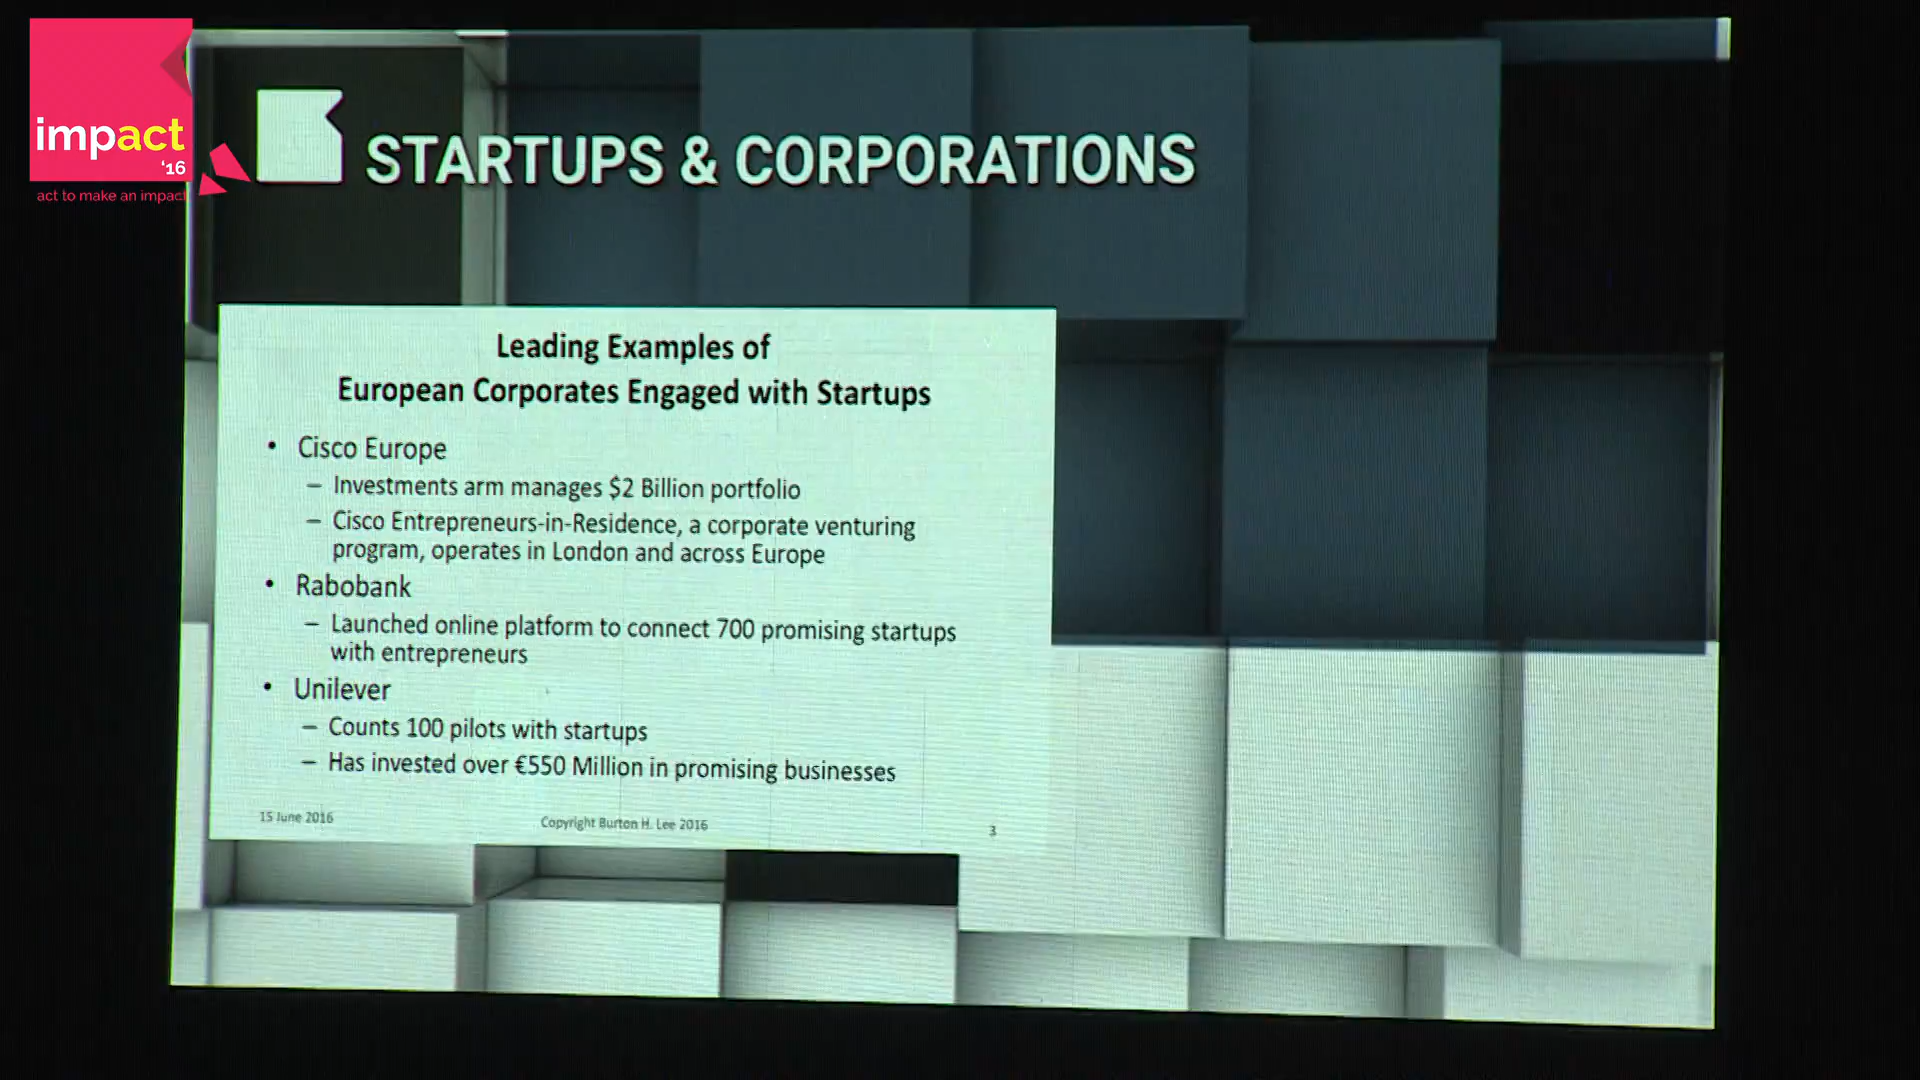 impact
'16
act to make an impact
STARTUPS & CORPORATIONS
Leading Examples of
European Corporates Engaged with Startups
• Cisco Europe
– Investments arm manages $2 Billion portfolio
– Cisco Entrepreneurs-in-Residence, a corporate venturing
program, operates in London and across Europe
• Rabobank
– Launched online platform to connect 700 promising startups
with entrepreneurs
• Unilever
– Counts 100 pilots with startups
– Has invested over €550 Million in promising businesses
15 June 2016
Copyright Burton H. Lee 2016
3